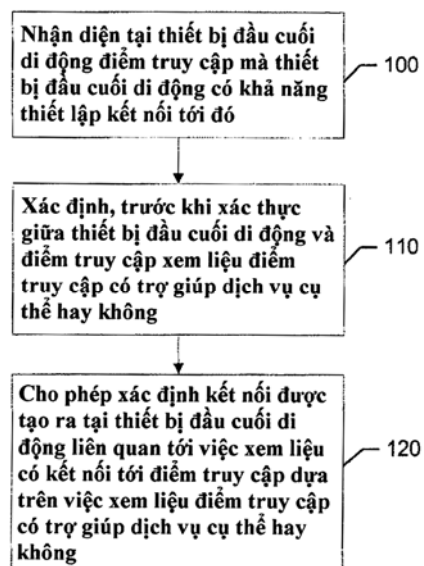 Nhận diện tại thiết bị đầu cuối
di động điểm truy cập mà thiết
bị đầu cuối di động có khả năng
thiết lập kết nối tới đó
100
Xác định, trước khi xác thực
giữa thiết bị đầu cuối di động và
điểm truy cập xem liệu điểm
truy cập có trợ giúp dịch vụ cụ
thể hay không
110
Cho phép xác định kết nối được
tạo ra tại thiết bị đầu cuối di
động liên quan tới việc xem liệu
có kết nối tới điểm truy cập dựa
trên việc xem liệu điểm truy cập
có trợ giúp dịch vụ cụ thể hay
không
120